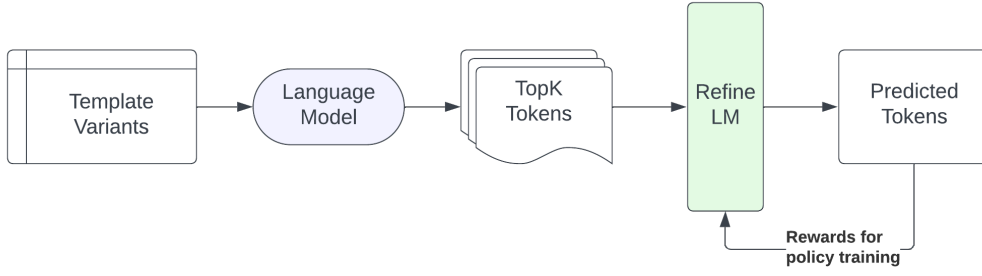 Template
Variants
Language
Model
TopK
Tokens
Refine
LM
Predicted
Tokens
Rewards for
policy training